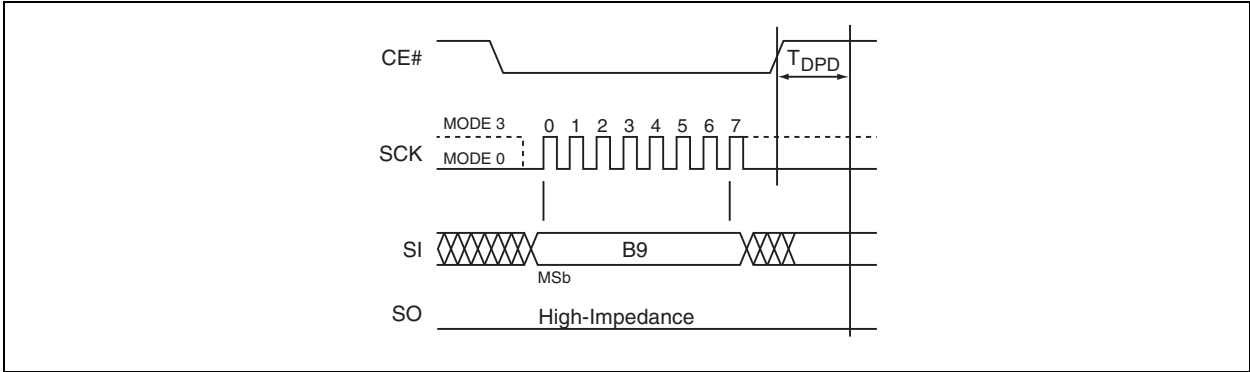 CE#
TDPD
MODE 3
0 1 2 3 4 5 6 7
SCK
MODE 0
SI
B9
MSb
SO
High-Impedance